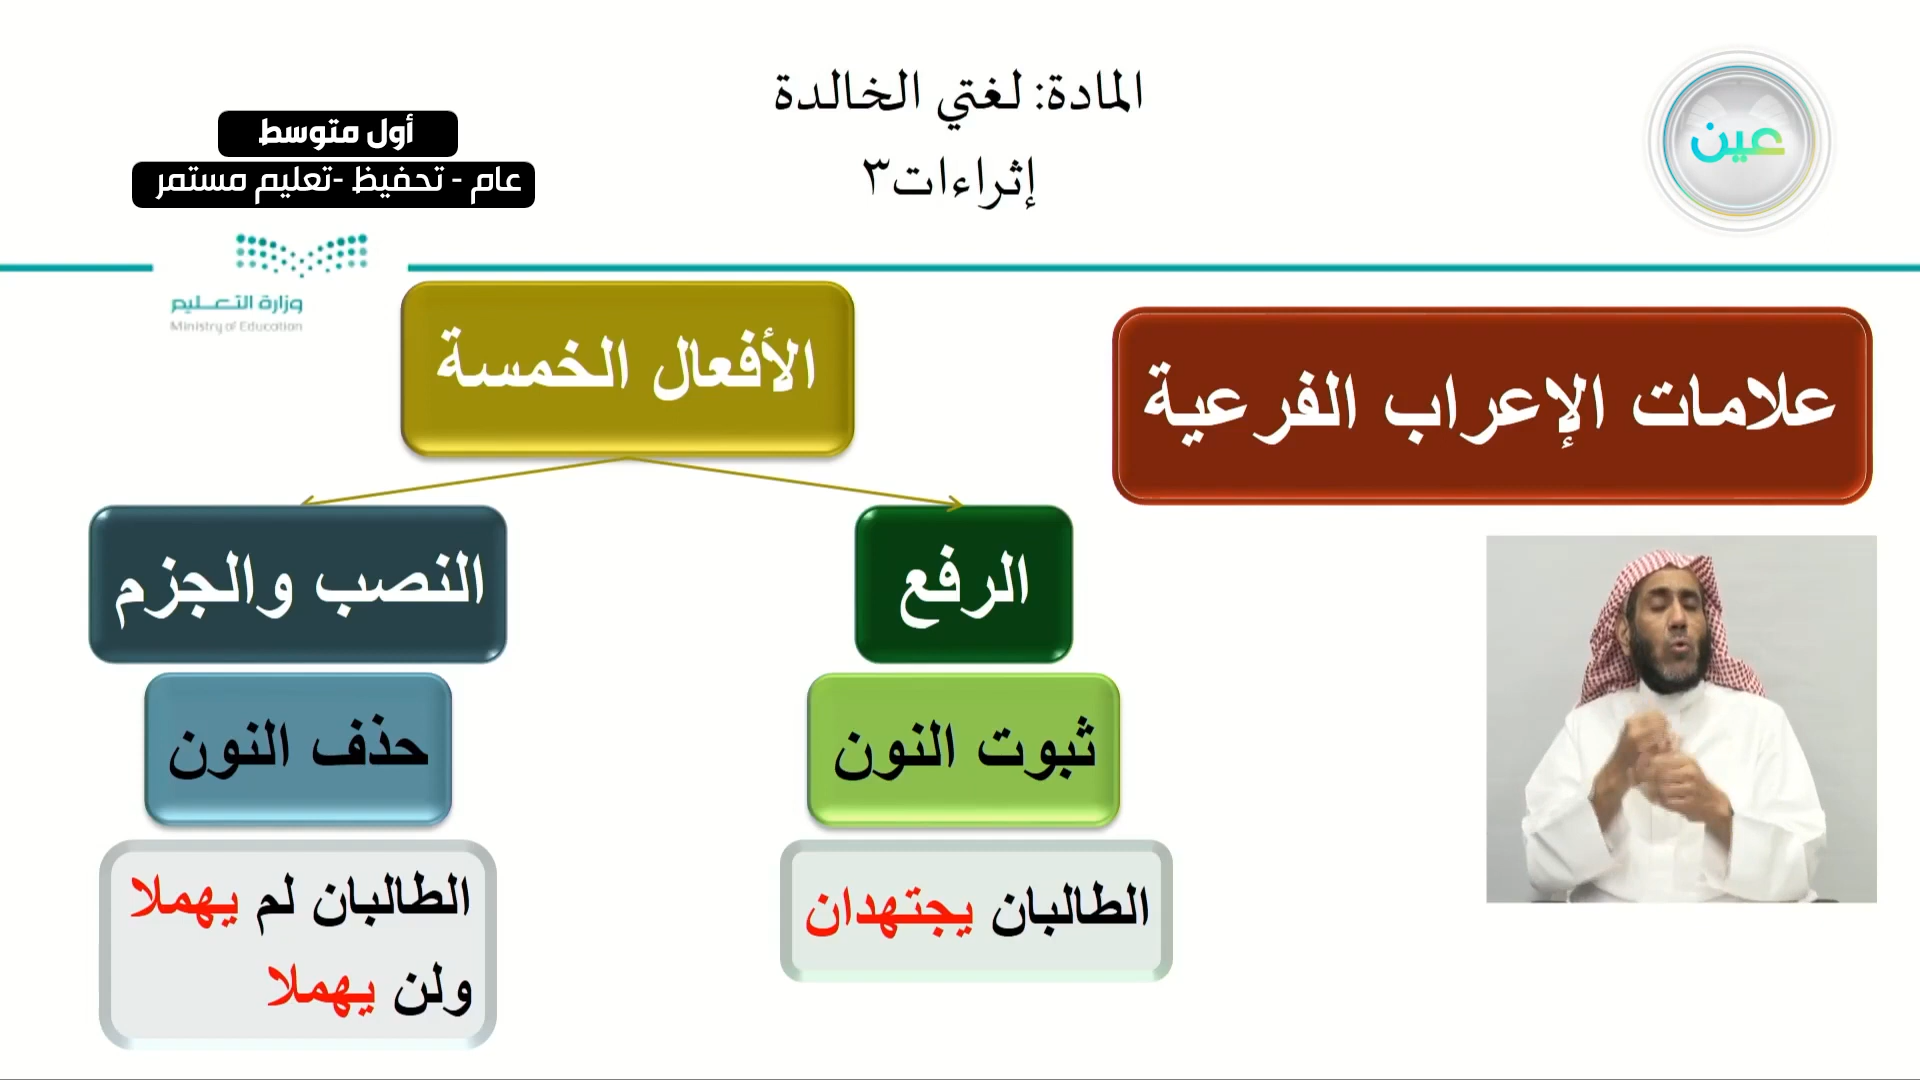 المادة: لغتي الخالدة
إثراءات٣
عين
أول متوسط
عام - تحفيظ -تعليم مستمر
وزارة التعليم
Ministry of Education
علامات الإعراب الفرعية
الأفعال الخمسة
الرفع
النصب والجزم
ثبوت النون
حذف النون
الطالبان يجتهدان
الطالبان لم يهملا
ولن يهملا